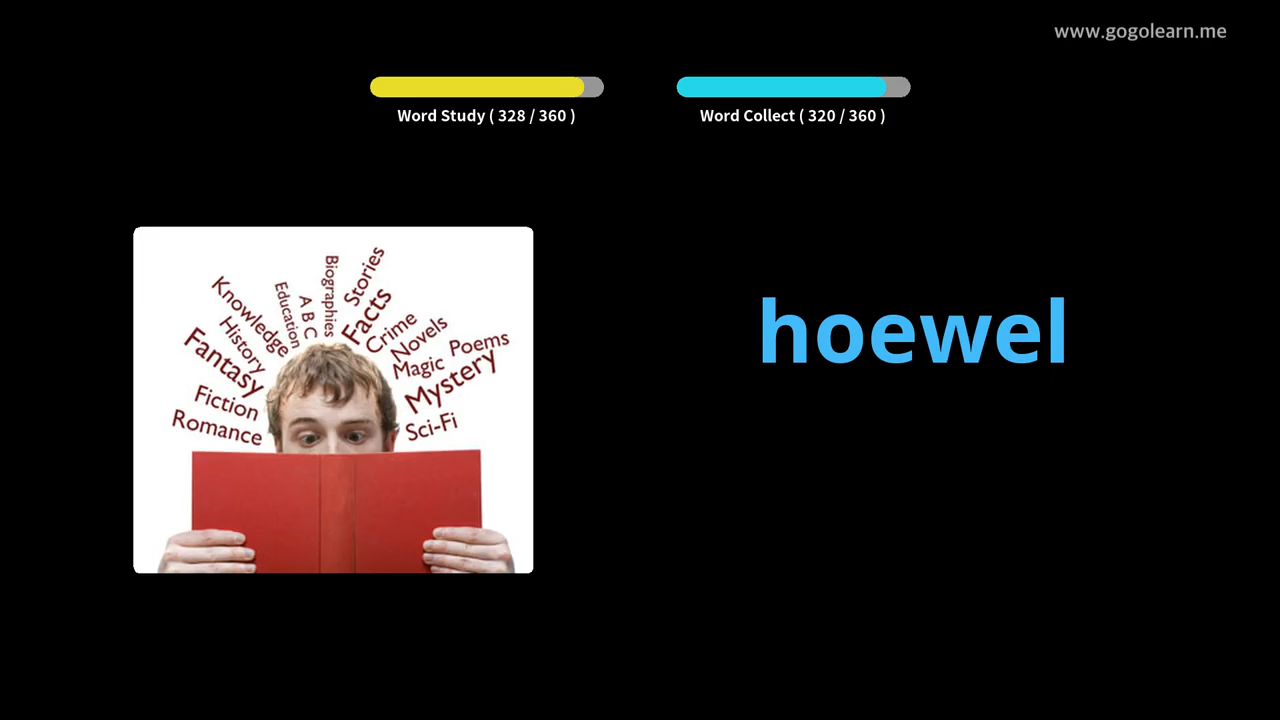 www.gogolearn.me
Word Study ( 328 / 360 )
Word Collect ( 320 / 360 )
hoewel
Stories
Biographies
Facts
A B C
Education
Crime
Knowledge
Novels
History
Poems
Magic
Fantasy
Mystery
Fiction
Sci-Fi
Romance